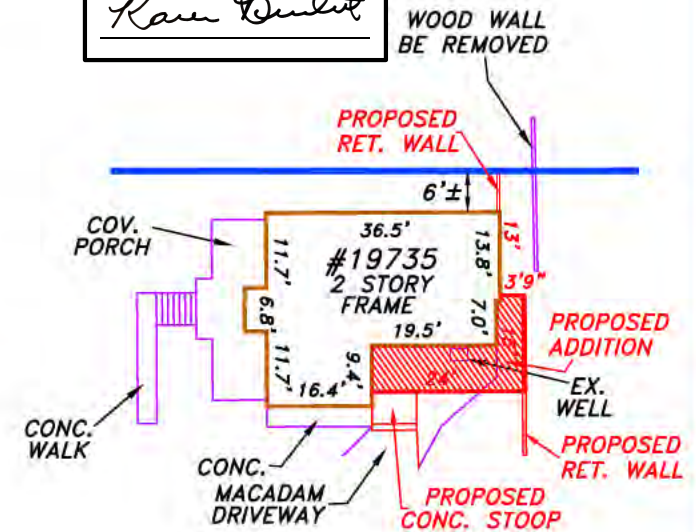 WOOD WALL
BE REMOVED
PROPOSED
RET. WALL
6'±
COV.
PORCH
36.5'
13'
11.7'
#19735
2 STORY
FRAME
13.8'
3'9"
6.8'
7.0'
19.5'
15'
PROPOSED
ADDITION
11.7'
9.4'
16.4'
24'
EX.
WELL
CONC.
WALK
CONC.
MACADAM
DRIVEWAY
PROPOSED
CONC. STOOP
PROPOSED
RET. WALL